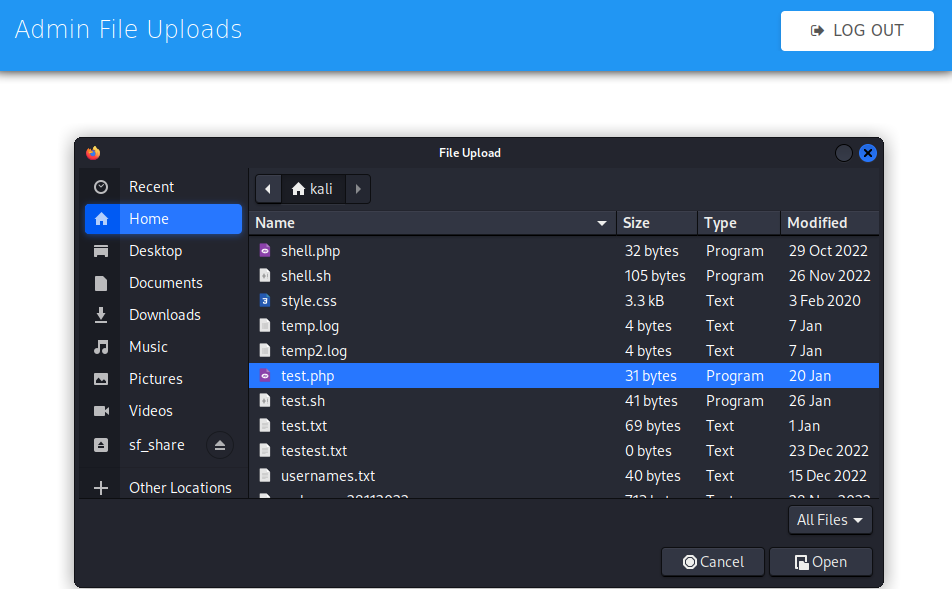 Admin File Uploads
LOG OUT
File Upload
Recent
Home
Desktop
Documents
Downloads
Music
Pictures
Videos
sf_share
Other Locations
kali
Name Size Type Modified
shell.php 32 bytes Program 29 Oct 2022
shell.sh 105 bytes Program 26 Nov 2022
style.css 3.3 kB Text 3 Feb 2020
temp.log 4 bytes Text 7 Jan
temp2.log 4 bytes Text 7 Jan
test.php 31 bytes Program 20 Jan
test.sh 41 bytes Program 26 Jan
test.txt 69 bytes Text 1 Jan
testest.txt 0 bytes Text 23 Dec 2022
usernames.txt 40 bytes Text 15 Dec 2022
All Files
Cancel
Open